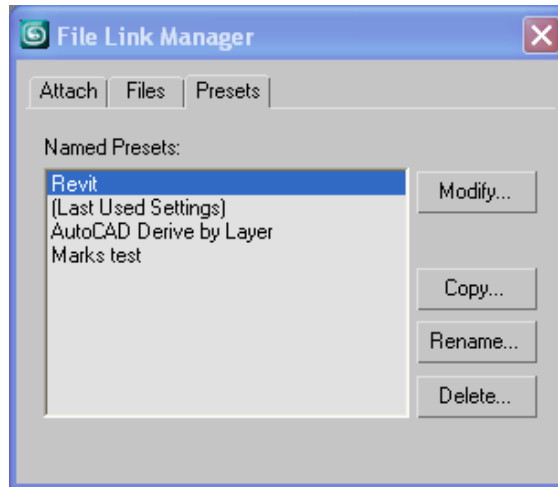 File Link Manager
Attach Files Presets
Named Presets:
Revit
(Last Used Settings)
AutoCAD Derive by Layer
Marks test
Modify...
Copy...
Rename...
Delete...